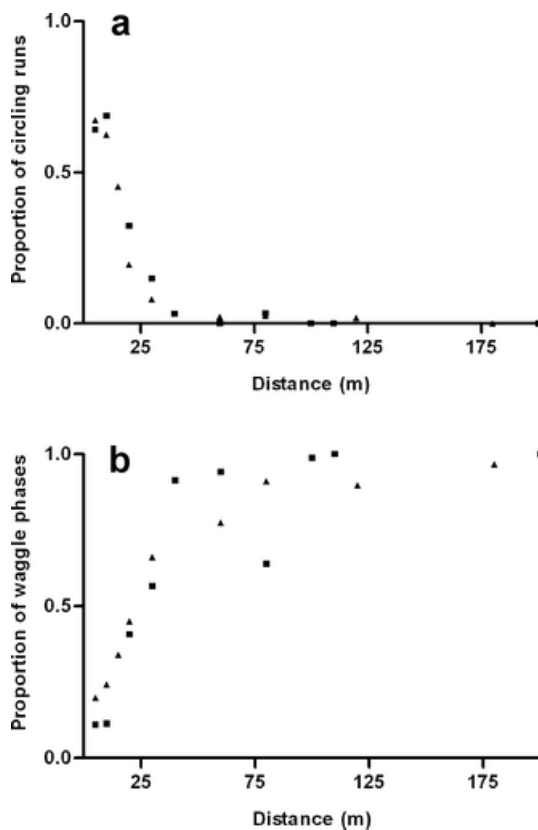 a
1.0
Proportion of circling runs
0.5
0.0
25 75 125 175
Distance (m)
b
1.0
Proportion of waggle phases
0.5
0.0
25 75 125 175
Distance (m)